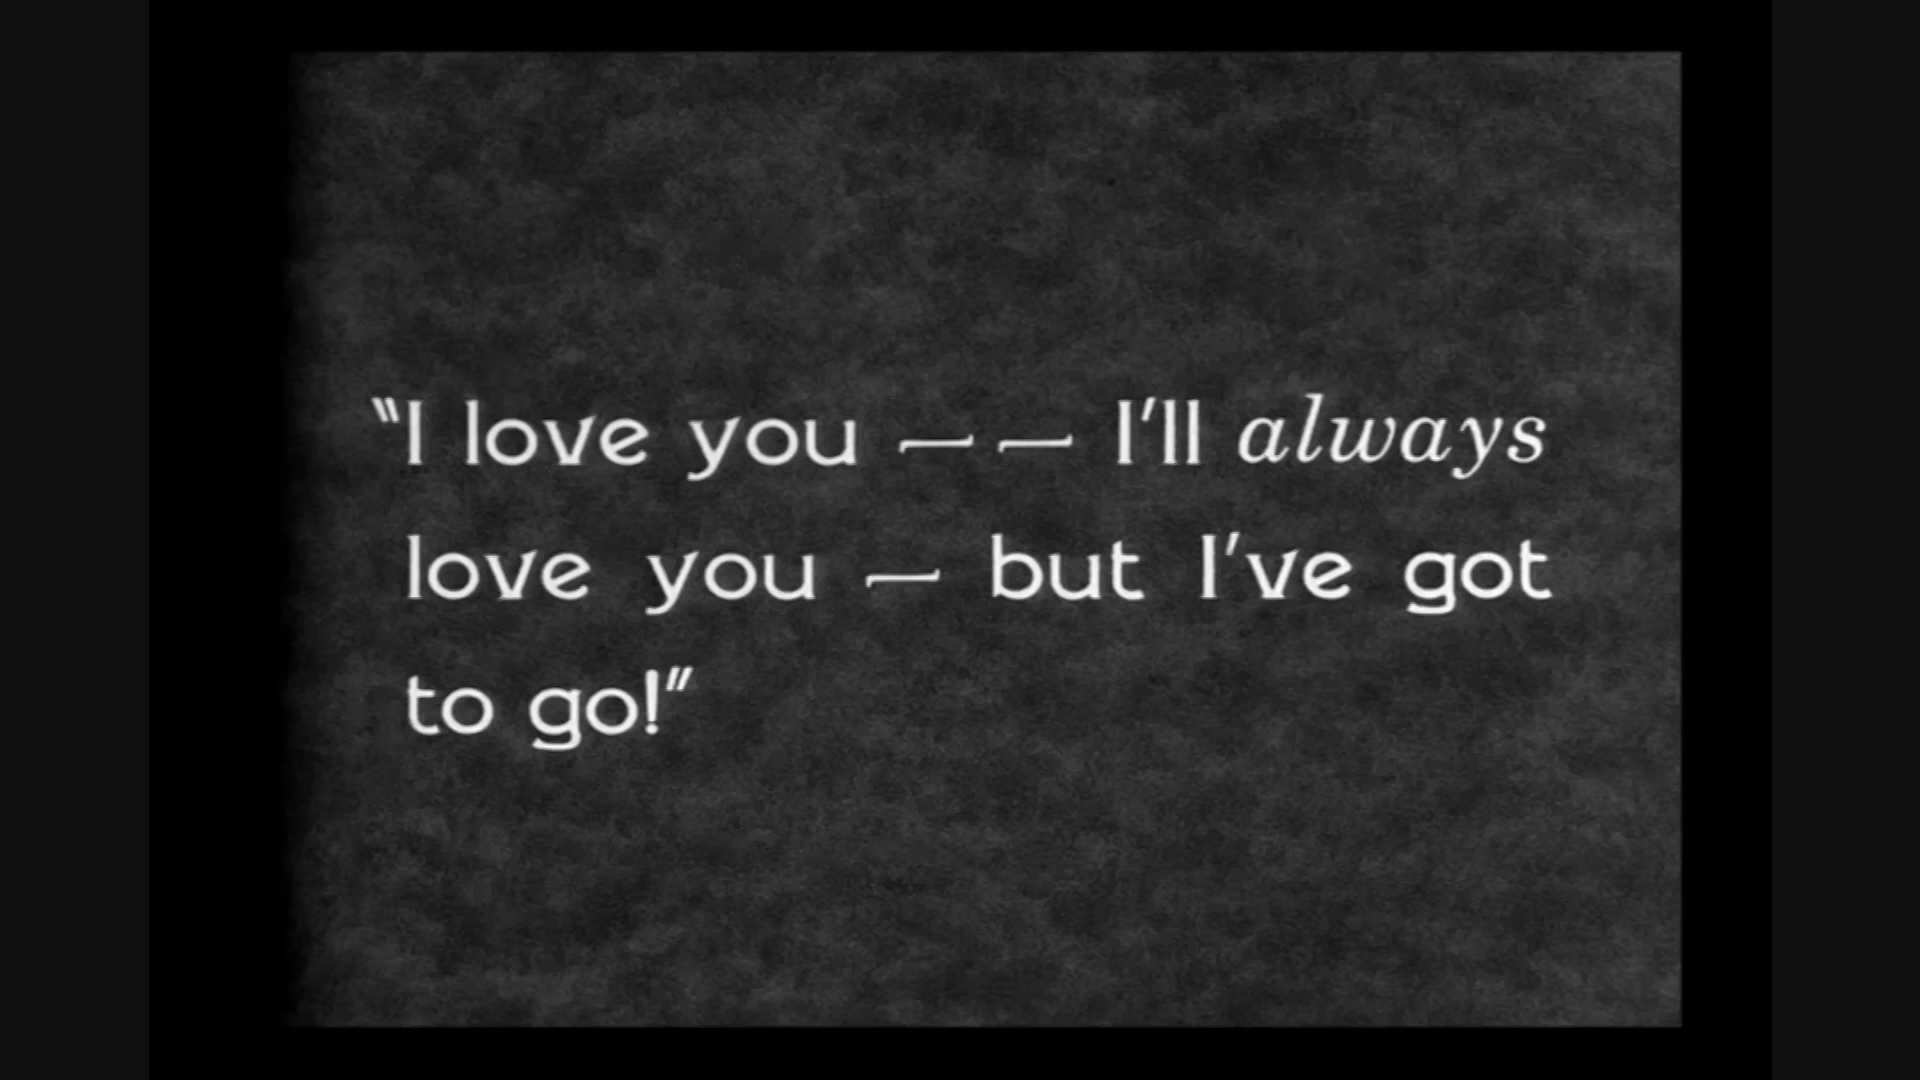 “I love you —— I’ll always
love you — but I’ve got
to go!”